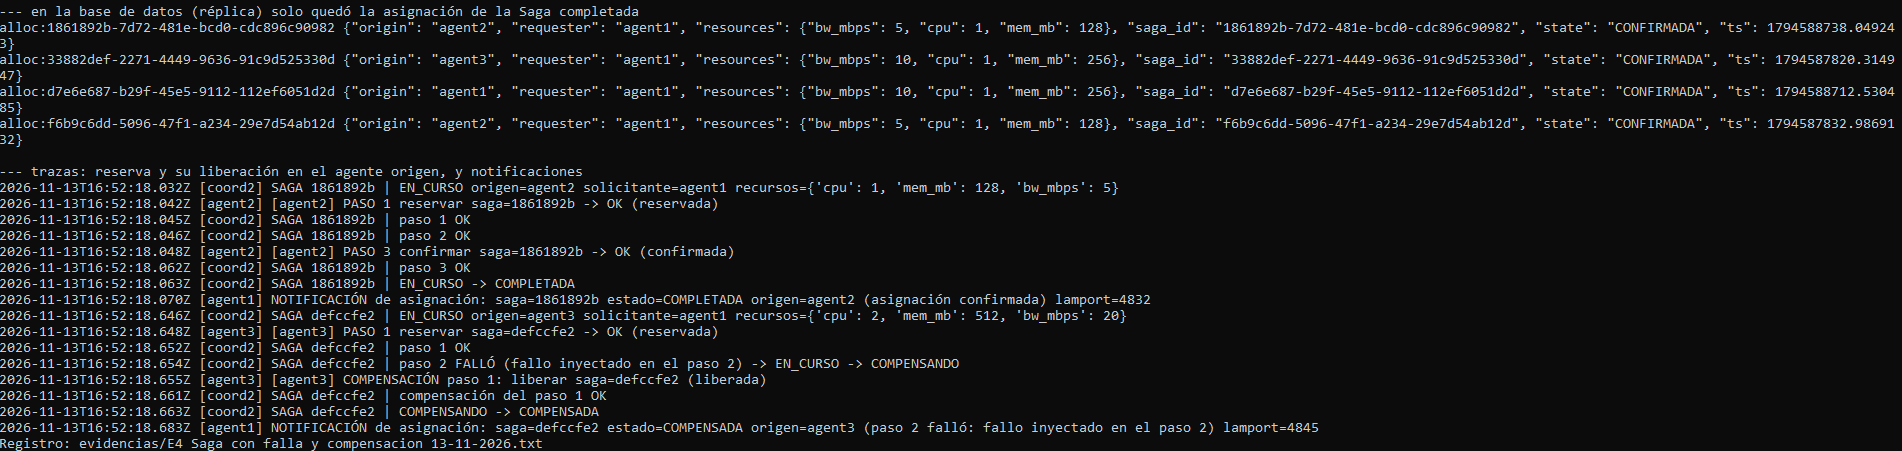 --- en la base de datos (réplica) solo quedó la asignación de la Saga completada
alloc:1861892b-7d72-481e-bcd0-cdc896c90982 {"origin": "agent2", "requester": "agent1", "resources": {"bw_mbps": 5, "cpu": 1, "mem_mb": 128}, "saga_id": "1861892b-7d72-481e-bcd0-cdc896c90982", "state": "CONFIRMADA", "ts": 1794588738.04924
3}
alloc:33882def-2271-4449-9636-91c9d525330d {"origin": "agent3", "requester": "agent1", "resources": {"bw_mbps": 10, "cpu": 1, "mem_mb": 256}, "saga_id": "33882def-2271-4449-9636-91c9d525330d", "state": "CONFIRMADA", "ts": 1794587820.3149
47}
alloc:d7e6e687-b29f-45e5-9112-112ef6051d2d {"origin": "agent1", "requester": "agent1", "resources": {"bw_mbps": 10, "cpu": 1, "mem_mb": 256}, "saga_id": "d7e6e687-b29f-45e5-9112-112ef6051d2d", "state": "CONFIRMADA", "ts": 1794588712.5304
85}
alloc:f6b9c6dd-5096-47f1-a234-29e7d54ab12d {"origin": "agent2", "requester": "agent1", "resources": {"bw_mbps": 5, "cpu": 1, "mem_mb": 128}, "saga_id": "f6b9c6dd-5096-47f1-a234-29e7d54ab12d", "state": "CONFIRMADA", "ts": 1794587832.98691
32}
--- trazas: reserva y su liberación en el agente origen, y notificaciones
2026-11-13T16:52:18.032Z [coord2] SAGA 1861892b | EN_CURSO origen=agent2 solicitante=agent1 recursos={'cpu': 1, 'mem_mb': 128, 'bw_mbps': 5}
2026-11-13T16:52:18.042Z [agent2] [agent2] PASO 1 reservar saga=1861892b -> OK (reservada)
2026-11-13T16:52:18.045Z [coord2] SAGA 1861892b | paso 1 OK
2026-11-13T16:52:18.046Z [coord2] SAGA 1861892b | paso 2 OK
2026-11-13T16:52:18.048Z [agent2] [agent2] PASO 3 confirmar saga=1861892b -> OK (confirmada)
2026-11-13T16:52:18.062Z [coord2] SAGA 1861892b | paso 3 OK
2026-11-13T16:52:18.063Z [coord2] SAGA 1861892b | EN_CURSO -> COMPLETADA
2026-11-13T16:52:18.070Z [agent1] NOTIFICACIÓN de asignación: saga=1861892b estado=COMPLETADA origen=agent2 (asignación confirmada) lamport=4832
2026-11-13T16:52:18.646Z [coord2] SAGA defccfe2 | EN_CURSO origen=agent3 solicitante=agent1 recursos={'cpu': 2, 'mem_mb': 512, 'bw_mbps': 20}
2026-11-13T16:52:18.648Z [agent3] [agent3] PASO 1 reservar saga=defccfe2 -> OK (reservada)
2026-11-13T16:52:18.652Z [coord2] SAGA defccfe2 | paso 1 OK
2026-11-13T16:52:18.654Z [coord2] SAGA defccfe2 | paso 2 FALLÓ (fallo inyectado en el paso 2) -> EN_CURSO -> COMPENSANDO
2026-11-13T16:52:18.655Z [agent3] [agent3] COMPENSACIÓN paso 1: liberar saga=defccfe2 (liberada)
2026-11-13T16:52:18.661Z [coord2] SAGA defccfe2 | compensación del paso 1 OK
2026-11-13T16:52:18.663Z [coord2] SAGA defccfe2 | COMPENSANDO -> COMPENSADA
2026-11-13T16:52:18.683Z [agent1] NOTIFICACIÓN de asignación: saga=defccfe2 estado=COMPENSADA origen=agent3 (paso 2 falló: fallo inyectado en el paso 2) lamport=4845
Registro: evidencias/E4 Saga con falla y compensacion 13-11-2026.txt